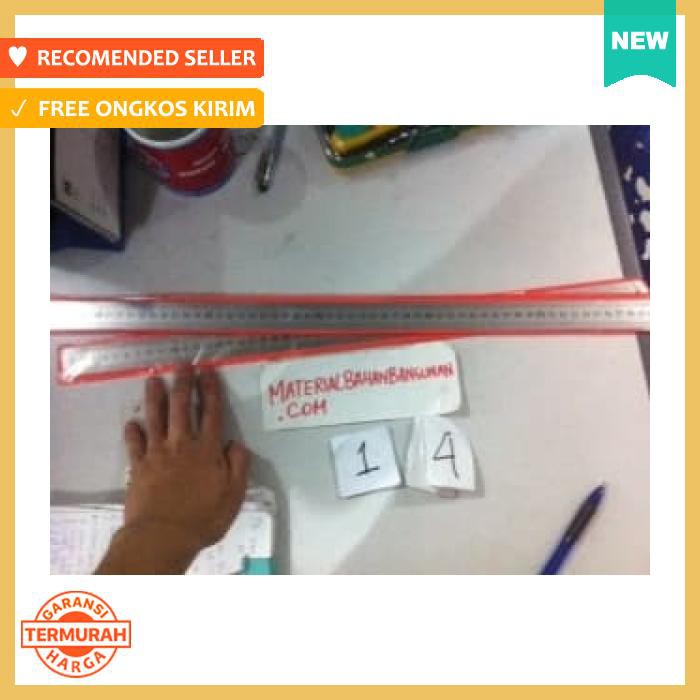 RECOMENDED SELLER
FREE ONGKOS KIRIM
NEW
MATERIALBAHANBANGUNAN
.COM
1 4
GARANSI
TERMURAH
HARGA